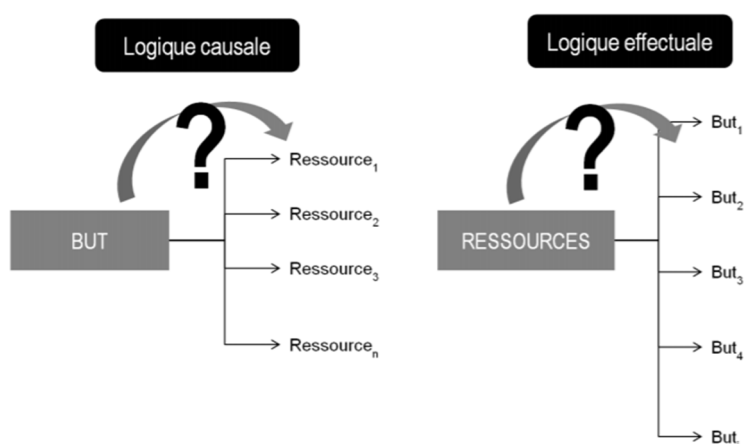 Logique causale
BUT
Ressource1
Ressource2
Ressource3
Ressourcen
?
Logique effectuale
RESSOURCES
But1
But2
But3
But4
But
?